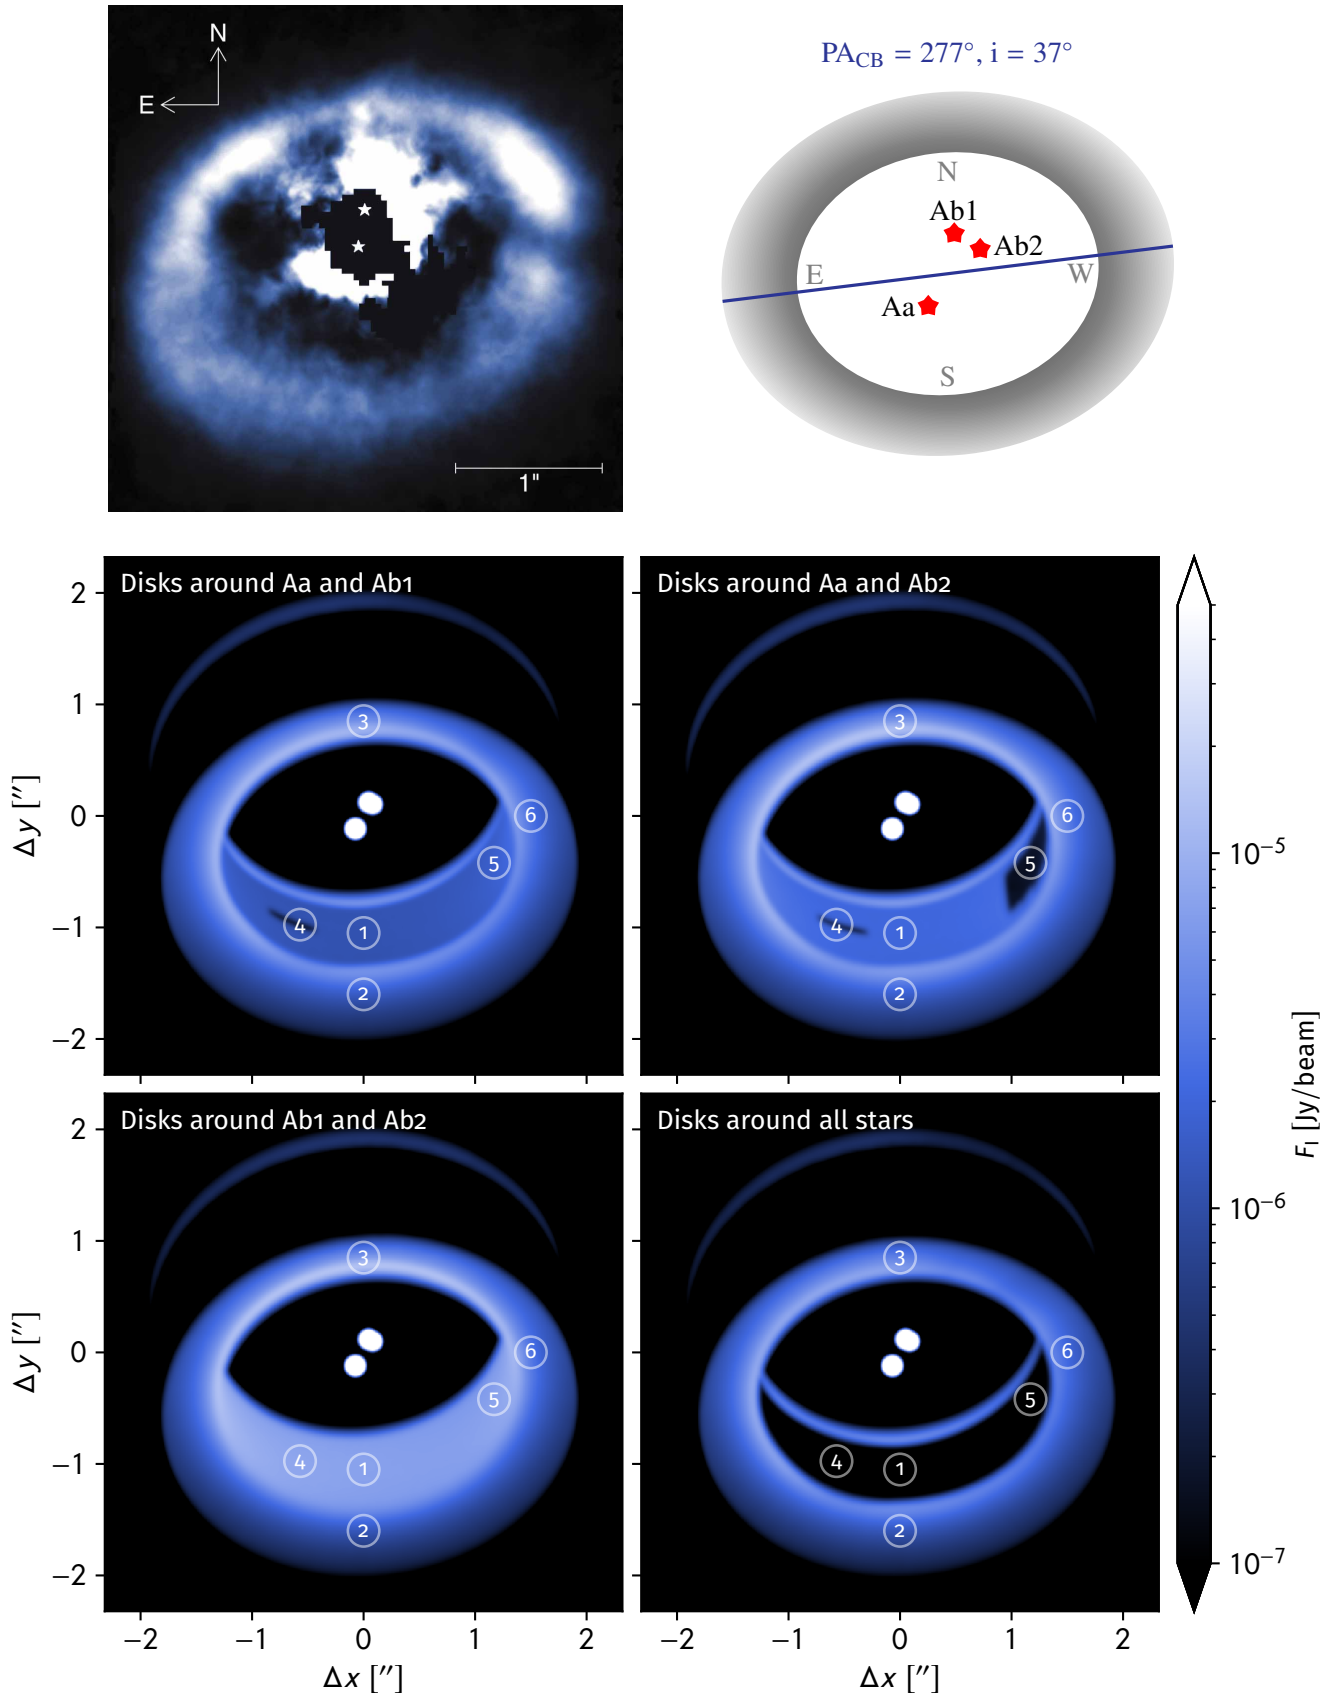 N
E
1"
PA_CB = 277°, i = 37°
N
Ab1
Ab2
E
W
Aa
S
Disks around Aa and Ab1
2
1
0
−1
−2
Δy [″]
3
6
5
4
1
2
Disks around Aa and Ab2
3
6
5
4
1
2
Disks around Ab1 and Ab2
2
1
0
−1
−2
Δy [″]
3
6
5
4
1
2
−2
−1
0
1
2
Δx [″]
Disks around all stars
3
6
5
4
1
2
−2
−1
0
1
2
Δx [″]
10⁻⁵
10⁻⁶
10⁻⁷
F_I [Jy/beam]